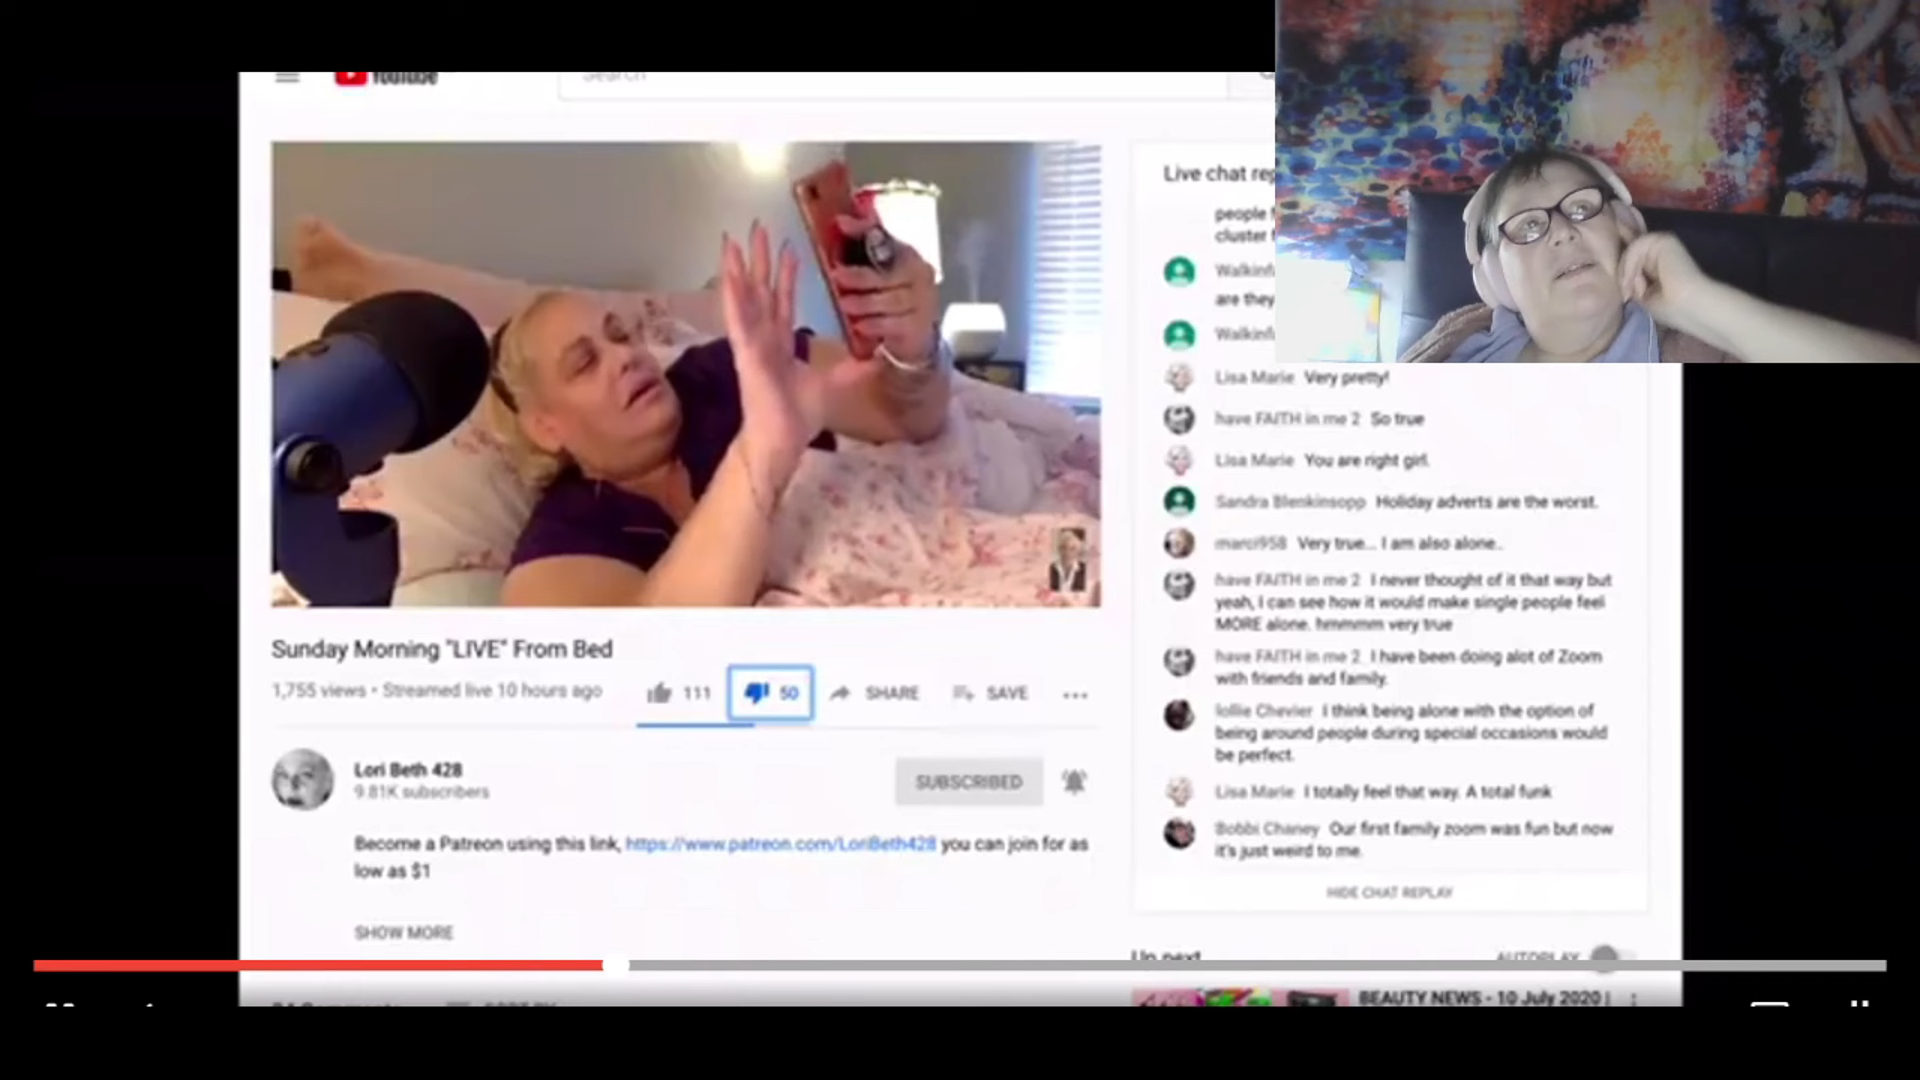 YouTube
Search
Live chat rep
people f
cluster f
Walkinf
are they
Walkinf
Lisa Marie Very pretty!
have FAITH in me 2 So true
Lisa Marie You are right girl.
Sandra Blenkinsopp Holiday adverts are the worst.
marci958 Very true... I am also alone..
have FAITH in me 2 I never thought of it that way but
yeah, I can see how it would make single people feel
MORE alone. hmmmm very true
have FAITH in me 2 I have been doing alot of Zoom
with friends and family.
lollie Chevier I think being alone with the option of
being around people during special occasions would
be perfect.
Lisa Marie I totally feel that way. A total funk
Bobbi Chaney Our first family zoom was fun but now
it's just weird to me.
HIDE CHAT REPLAY
Sunday Morning "LIVE" From Bed
1,755 views • Streamed live 10 hours ago 111 50 SHARE SAVE
Lori Beth 428
9.81K subscribers
SUBSCRIBED
Become a Patreon using this link, https://www.patreon.com/LoriBeth428 you can join for as
low as $1
SHOW MORE
Up next
AUTOPLAY
BEAUTY NEWS - 10 July 2020 |